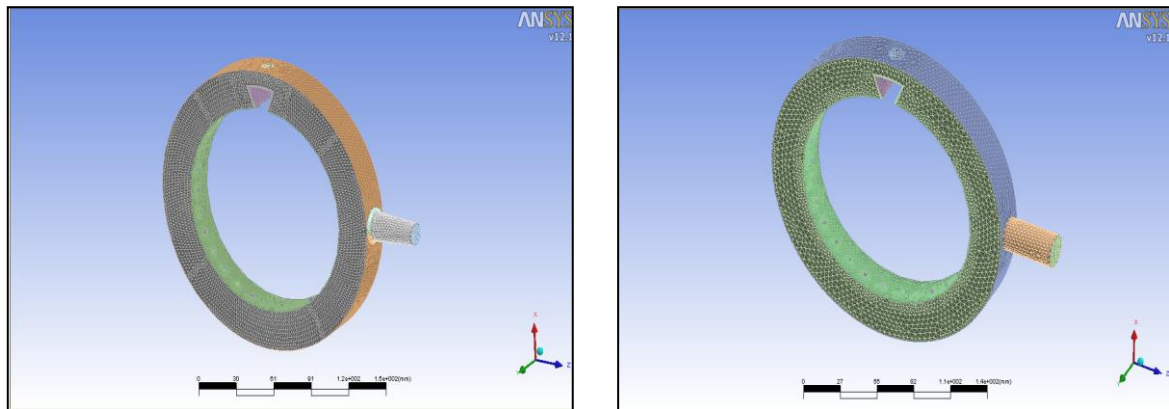 ANSYS
v12.1
X
Y
Z
0 30 61 91 1.2e+002 1.5e+002(mm)
ANSYS
v12.1
X
Y
Z
0 27 55 82 1.1e+002 1.4e+002(mm)